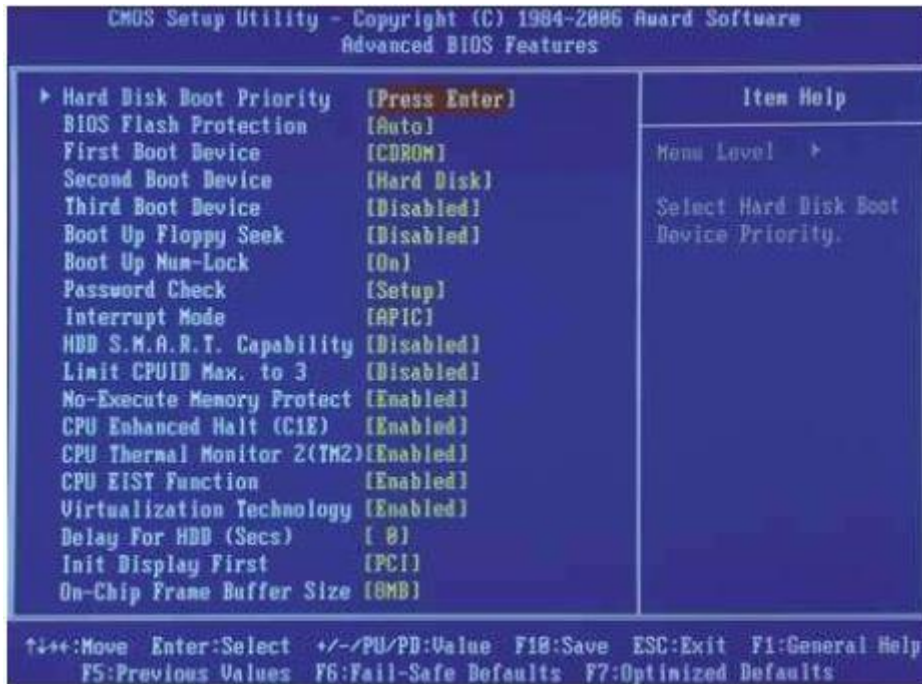 CMOS Setup Utility - Copyright (C) 1984-2006 Award Software
Advanced BIOS Features
Hard Disk Boot Priority [Press Enter]
BIOS Flash Protection [Auto]
First Boot Device [CDROM]
Second Boot Device [Hard Disk]
Third Boot Device [Disabled]
Boot Up Floppy Seek [Disabled]
Boot Up Num-Lock [On]
Password Check [Setup]
Interrupt Mode [APIC]
HDD S.M.A.R.T. Capability [Disabled]
Limit CPUID Max. to 3 [Disabled]
No-Execute Memory Protect [Enabled]
CPU Enhanced Halt (C1E) [Enabled]
CPU Thermal Monitor 2(TM2)[Enabled]
CPU EIST Function [Enabled]
Virtualization Technology [Enabled]
Delay For HDD (Secs) [ 0]
Init Display First [PCI]
On-Chip Frame Buffer Size [8MB]
Item Help
Menu Level ▶
Select Hard Disk Boot
Device Priority.
↑↓→←:Move Enter:Select +/-/PU/PD:Value F10:Save ESC:Exit F1:General Help
F5:Previous Values F6:Fail-Safe Defaults F7:Optimized Defaults